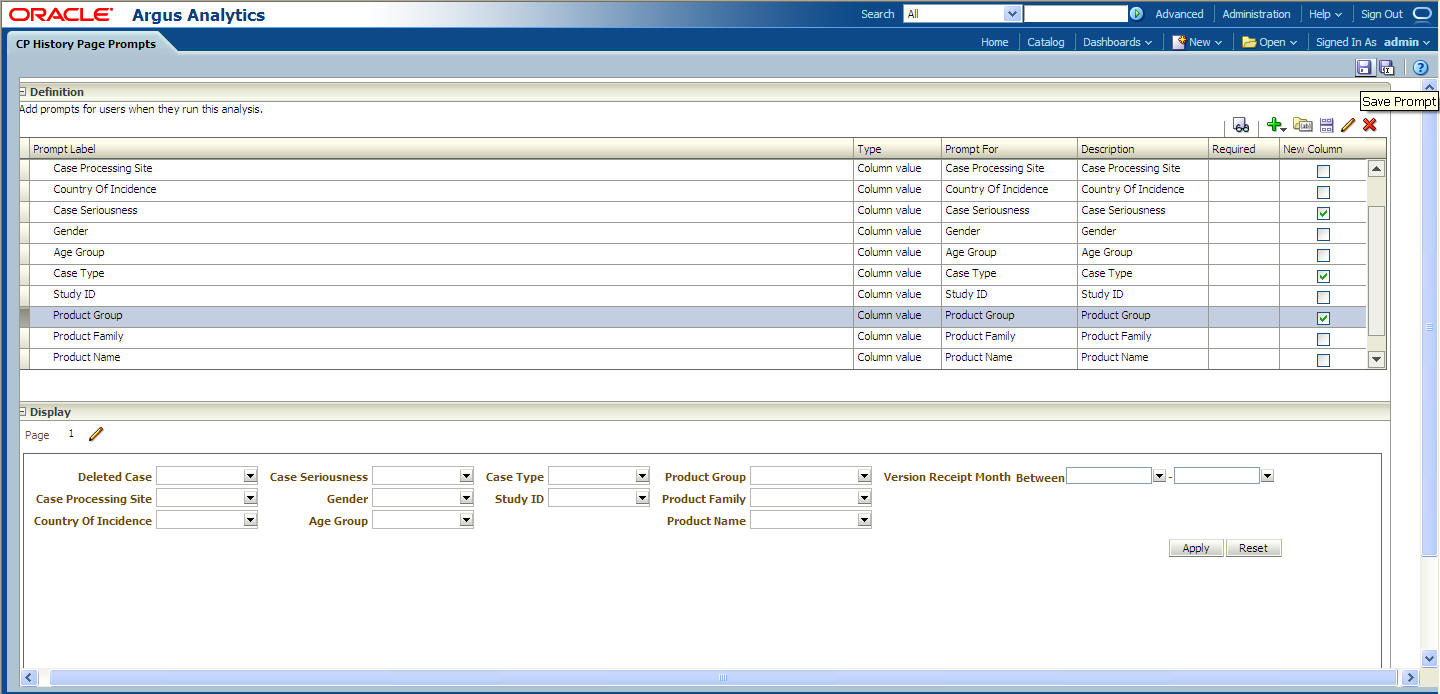 ORACLE Argus Analytics Search All Advanced Administration Help Sign Out
CP History Page Prompts Home Catalog Dashboards New Open Signed In As admin
Save Prompt
Definition
Add prompts for users when they run this analysis.
Prompt Label Type Prompt For Description Required New Column
Case Processing Site Column value Case Processing Site Case Processing Site
Country Of Incidence Column value Country Of Incidence Country Of Incidence
Case Seriousness Column value Case Seriousness Case Seriousness
Gender Column value Gender Gender
Age Group Column value Age Group Age Group
Case Type Column value Case Type Case Type
Study ID Column value Study ID Study ID
Product Group Column value Product Group Product Group
Product Family Column value Product Family Product Family
Product Name Column value Product Name Product Name
Display
Page 1
Deleted Case Case Seriousness Case Type Product Group Version Receipt Month Between -
Case Processing Site Gender Study ID Product Family
Country Of Incidence Age Group Product Name
Apply Reset